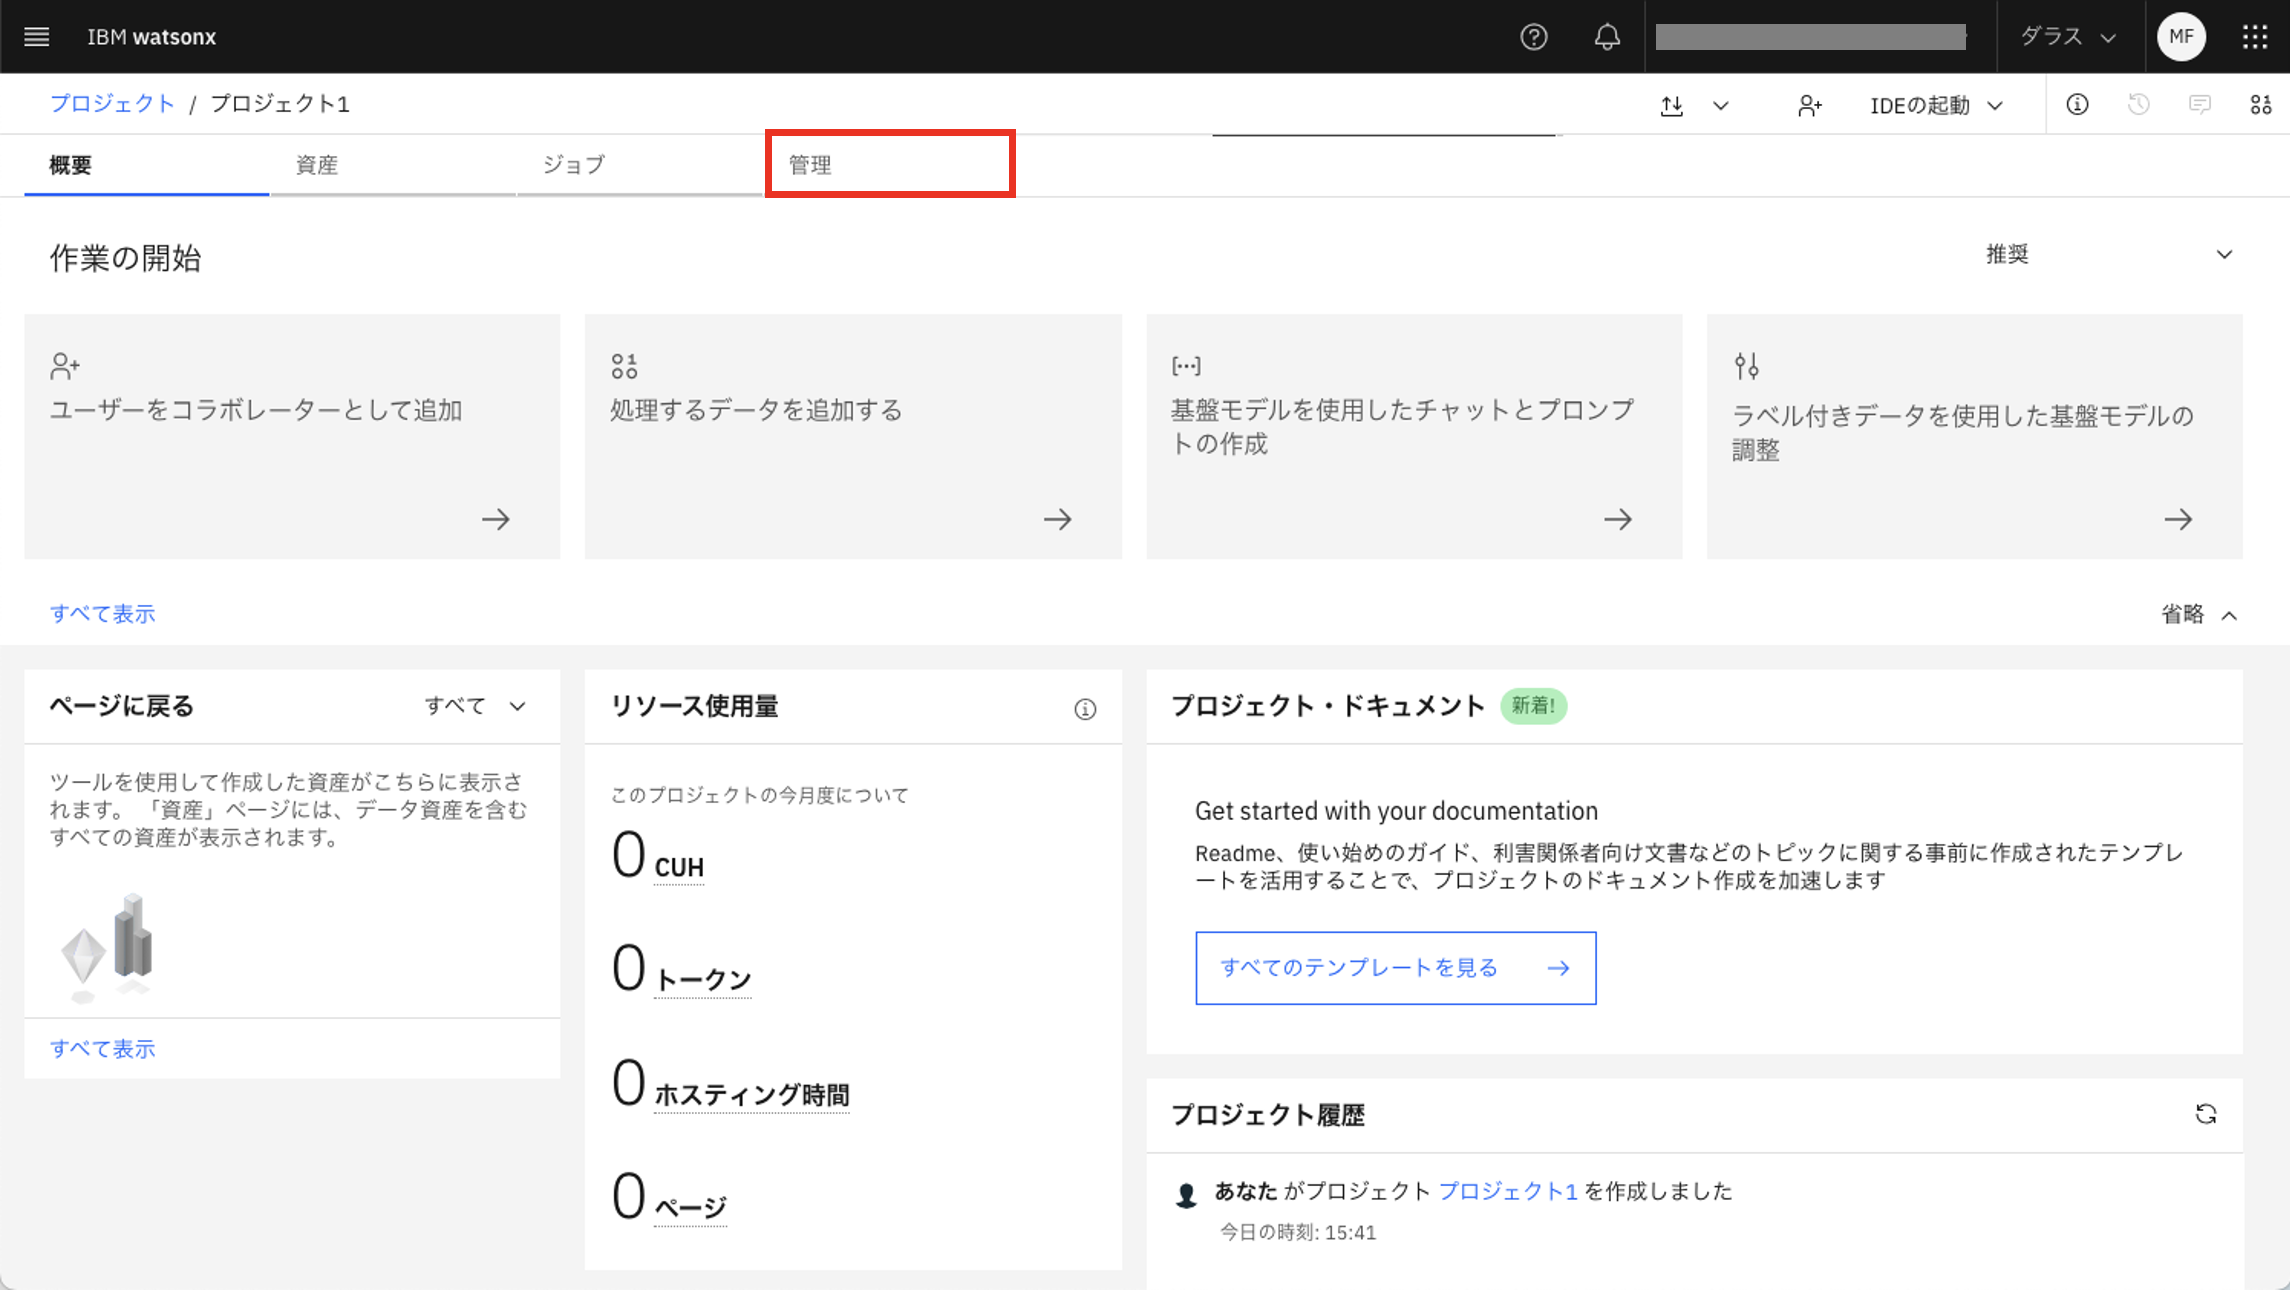 IBM watsonx
ダラス
MF
プロジェクト / プロジェクト1
IDEの起動
概要
資産
ジョブ
管理
作業の開始
推奨
ユーザーをコラボレーターとして追加
処理するデータを追加する
基盤モデルを使用したチャットとプロンプ
トの作成
ラベル付きデータを使用した基盤モデルの
調整
すべて表示
省略
ページに戻る
すべて
ツールを使用して作成した資産がこちらに表示さ
れます。 「資産」ページには、データ資産を含む
すべての資産が表示されます。
すべて表示
リソース使用量
このプロジェクトの今月度について
0 CUH
0 トークン
0 ホスティング時間
0 ページ
プロジェクト・ドキュメント 新着!
Get started with your documentation
Readme、使い始めのガイド、利害関係者向け文書などのトピックに関する事前に作成されたテンプレ
ートを活用することで、プロジェクトのドキュメント作成を加速します
すべてのテンプレートを見る
プロジェクト履歴
あなた がプロジェクト プロジェクト1 を作成しました
今日の時刻: 15:41